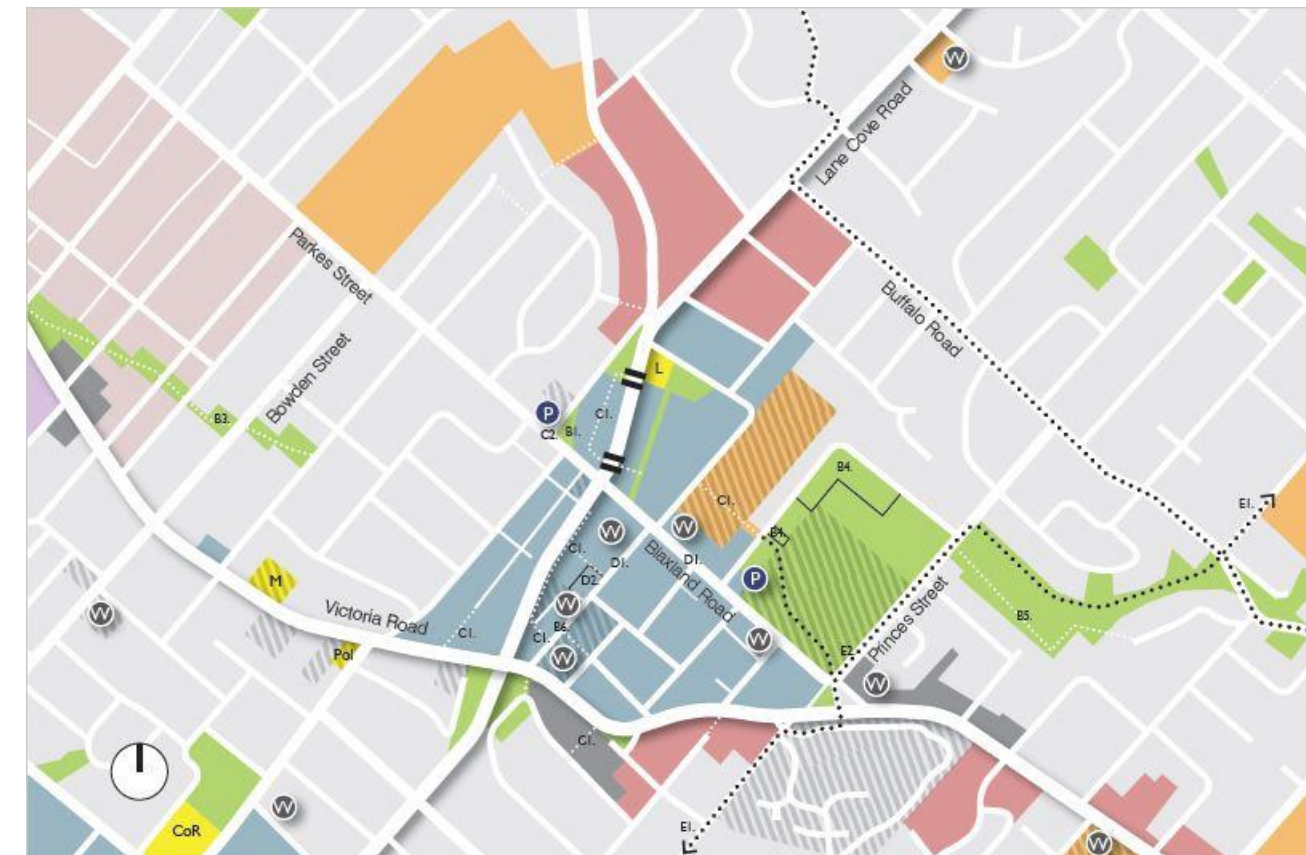 W
Lane Cove Road
Parkes Street
Buffalo Road
Bowden Street
L
B3.
P
C1.
C2.
B1.
B4.
C1.
E1.
W
W
B4.
C1.
D1.
D1.
Blaxland Road
M
D2.
P
W
W
Victoria Road
C1.
C1.
B6.
W
Princes Street
B5.
Pol
W
E2.
W
C1.
CoR
W
E1.
W